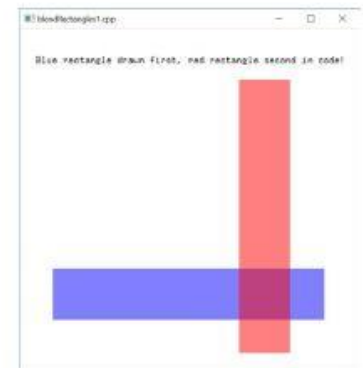 blendRectangles1.cpp
Blue rectangle drawn first, red rectangle second in code!